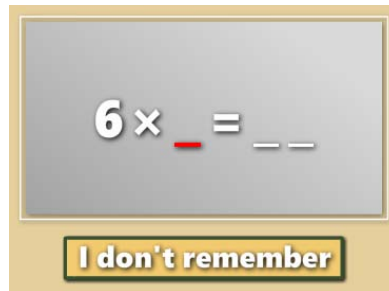 6 × _ = _ _
I don't remember